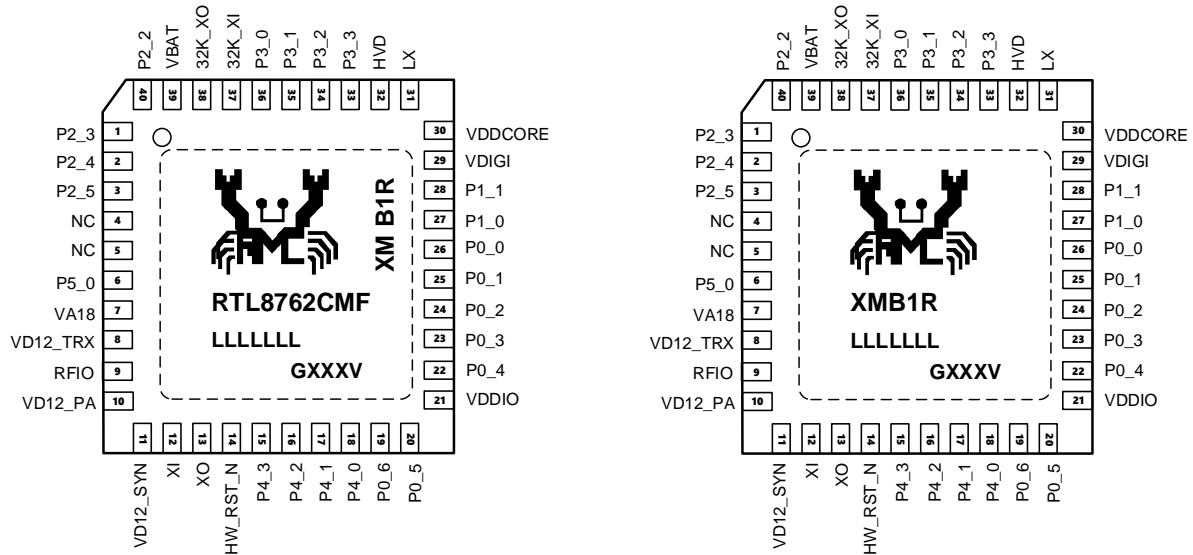 P2_2
VBAT
32K_XO
32K_XI
P3_0
P3_1
P3_2
P3_3
HVD
LX
40
39
38
37
36
35
34
33
32
31
P2_3
P2_4
P2_5
NC
NC
P5_0
VA18
VD12_TRX
RFIO
VD12_PA
1
2
3
4
5
6
7
8
9
10
XM B1R
RTL8762CMF
LLLLLLL
GXXXV
30
29
28
27
26
25
24
23
22
21
VDDCORE
VDIGI
P1_1
P1_0
P0_0
P0_1
P0_2
P0_3
P0_4
VDDIO
11
12
13
14
15
16
17
18
19
20
VD12_SYN
XI
XO
HW_RST_N
P4_3
P4_2
P4_1
P4_0
P0_6
P0_5
P2_2
VBAT
32K_XO
32K_XI
P3_0
P3_1
P3_2
P3_3
HVD
LX
40
39
38
37
36
35
34
33
32
31
P2_3
P2_4
P2_5
NC
NC
P5_0
VA18
VD12_TRX
RFIO
VD12_PA
1
2
3
4
5
6
7
8
9
10
XMB1R
LLLLLLL
GXXXV
30
29
28
27
26
25
24
23
22
21
VDDCORE
VDIGI
P1_1
P1_0
P0_0
P0_1
P0_2
P0_3
P0_4
VDDIO
11
12
13
14
15
16
17
18
19
20
VD12_SYN
XI
XO
HW_RST_N
P4_3
P4_2
P4_1
P4_0
P0_6
P0_5